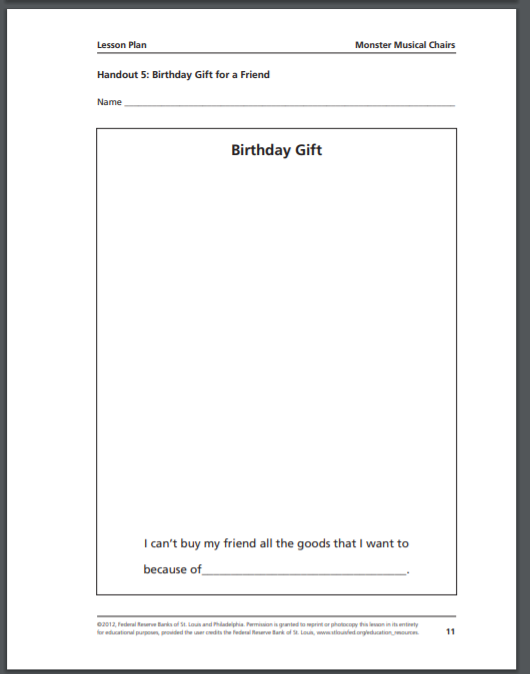 Lesson Plan Monster Musical Chairs
Handout 5: Birthday Gift for a Friend
Name
Birthday Gift
I can't buy my friend all the goods that I want to
because of .
©2012, Federal Reserve Banks of St. Louis and Philadelphia. Permission is granted to reprint or photocopy this lesson in its entirety
for educational purposes, provided the user credits the Federal Reserve Bank of St. Louis, www.stlouisfed.org/education_resources. 11